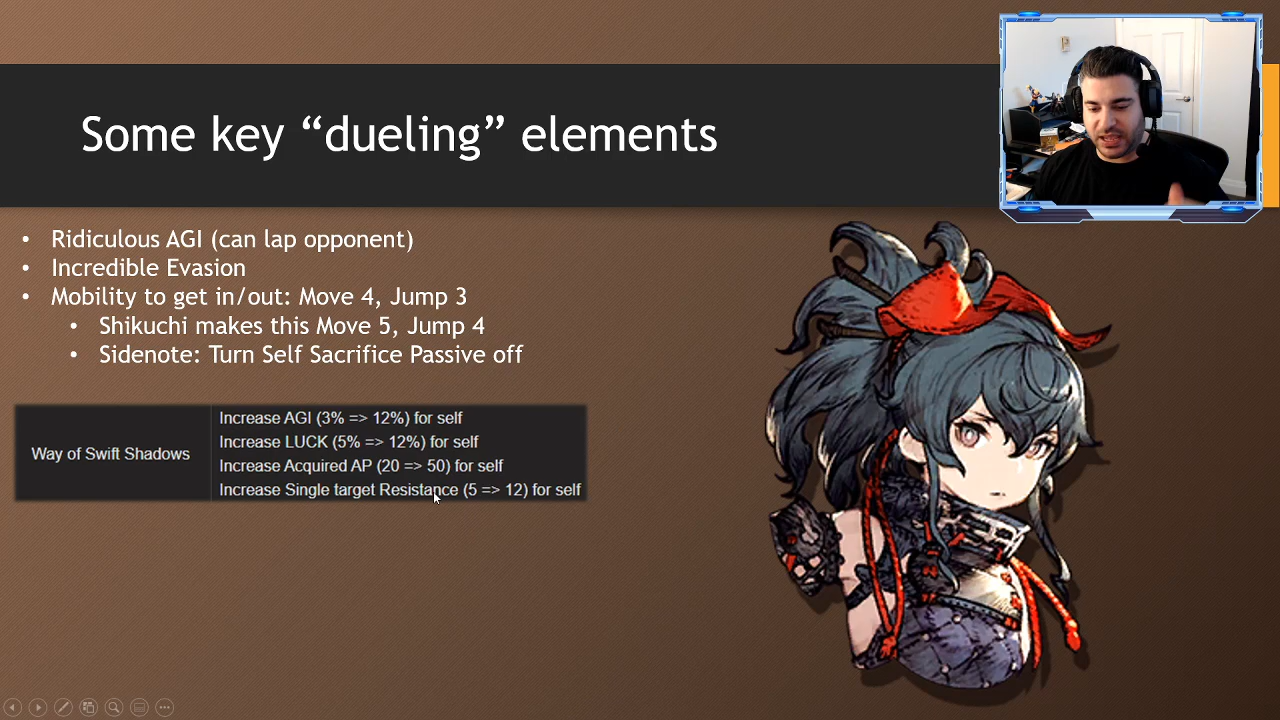 Some key “dueling” elements
• Ridiculous AGI (can lap opponent)
• Incredible Evasion
• Mobility to get in/out: Move 4, Jump 3
• Shikuchi makes this Move 5, Jump 4
• Sidenote: Turn Self Sacrifice Passive off
Way of Swift Shadows
Increase AGI (3% => 12%) for self
Increase LUCK (5% => 12%) for self
Increase Acquired AP (20 => 50) for self
Increase Single target Resistance (5 => 12) for self